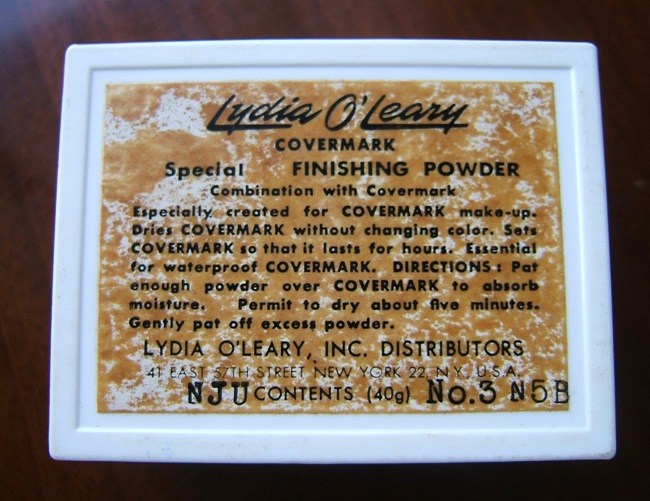 Lydia O'Leary
COVERMARK
Special FINISHING POWDER
Combination with Covermark
Especially created for COVERMARK make-up.
Dries COVERMARK without changing color. Sets
COVERMARK so that it lasts for hours. Essential
for waterproof COVERMARK. DIRECTIONS: Pat
enough powder over COVERMARK to absorb
moisture. Permit to dry about five minutes.
Gently pat off excess powder.
LYDIA O'LEARY, INC. DISTRIBUTORS
41 EAST 57TH STREET NEW YORK 22, N.Y., U.S.A.
NJU CONTENTS (40g) No.3 N5B